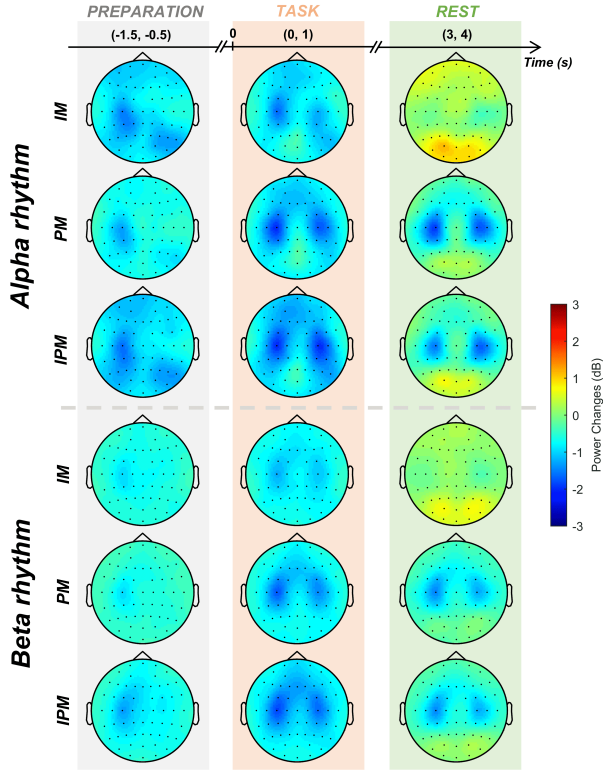 PREPARATION TASK REST
(-1.5, -0.5) 0 (0, 1) (3, 4)
Time (s)
Alpha rhythm
IM
PM
IPM
Beta rhythm
IM
PM
IPM
3
2
1
0
-1
-2
-3
Power Changes (dB)